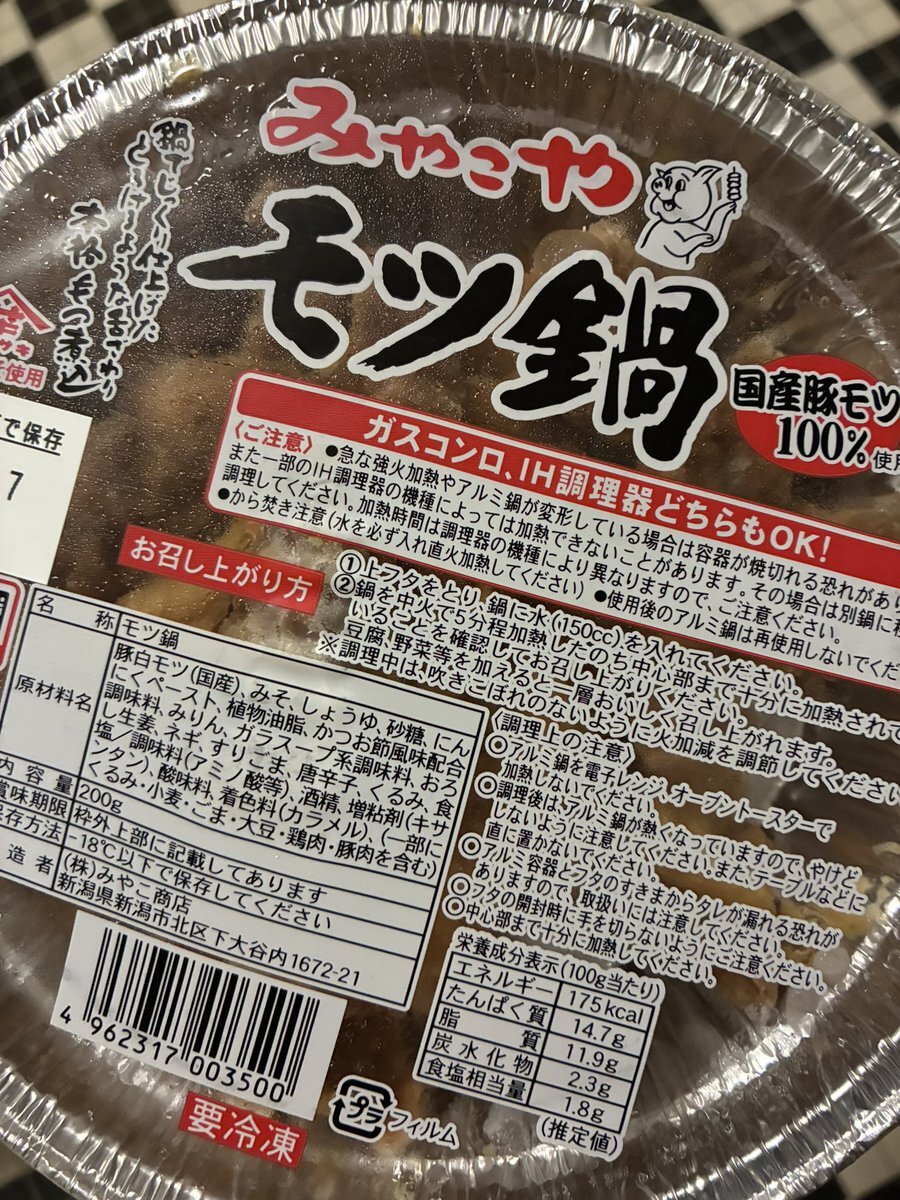 みやこや
モツ鍋
鍋でじっくり仕上げた
本格もつ煮込
使用
国産豚モツ
100%使用
で保存
7
ガスコンロ、IH調理器どちらもOK!
〈ご注意〉●急な強火加熱やアルミ鍋が変形している場合は容器が焼切れる恐れがあり
また一部のIH調理器の機種によっては加熱できないことがあります。その場合は別鍋に移
調理してください。加熱時間は調理器の機種により異なりますので、ご注意ください。
●から焚き注意(水を必ず入れ直火加熱してください)●使用後のアルミ鍋は再使用しないでくだ
お召し上がり方
①上フタをとり、鍋に水(150cc)を入れてください。
②鍋を中火で5分程加熱したのち中心部まで十分に加熱されて
いることを確認してお召し上がりください。
豆腐、野菜等を加えると一層おいしく召し上がれます。
※調理中は、吹きこぼれのないように火加減を調節してください
〈調理上の注意〉
◎アルミ鍋を電子レンジ、オーブントースターで
加熱しないでください。
◎調理後は、アルミ鍋が熱くなっていますので、やけど
しないように注意してください。また、テーブルなどに
直に置かないでください。
◎アルミ容器とフタのすきまからタレが漏れる恐れが
ありますので、取扱いには注意してください。
◎フタの開封時に手を切らないようにご注意ください。
◎中心部まで十分に加熱してください。
名称 モツ鍋
原材料名 豚白モツ(国産)、みそ、しょうゆ、砂糖、にん
にくペースト、植物油脂、かつお節風味配合
調味料、みりん、ガラスープ系調味料、おろ
し生姜、ネギ、すりごま、唐辛子、くるみ、食
塩/調味料(アミノ酸等)、酒精、増粘剤(キサ
ンタン)、酸味料、着色料(カラメル)、(一部に
くるみ・小麦・ごま・大豆・鶏肉・豚肉を含む)
内容量 200g
賞味期限 枠外上部に記載してあります
保存方法 -18℃以下で保存してください
造者 (株)みやこ商店
新潟県新潟市北区下大谷内1672-21
栄養成分表示(100g当たり)
エネルギー 175kcal
たんぱく質 14.7g
脂質 11.9g
炭水化物 2.3g
食塩相当量 1.8g
(推定値)
4 962317 003500
プラ フィルム
要冷凍